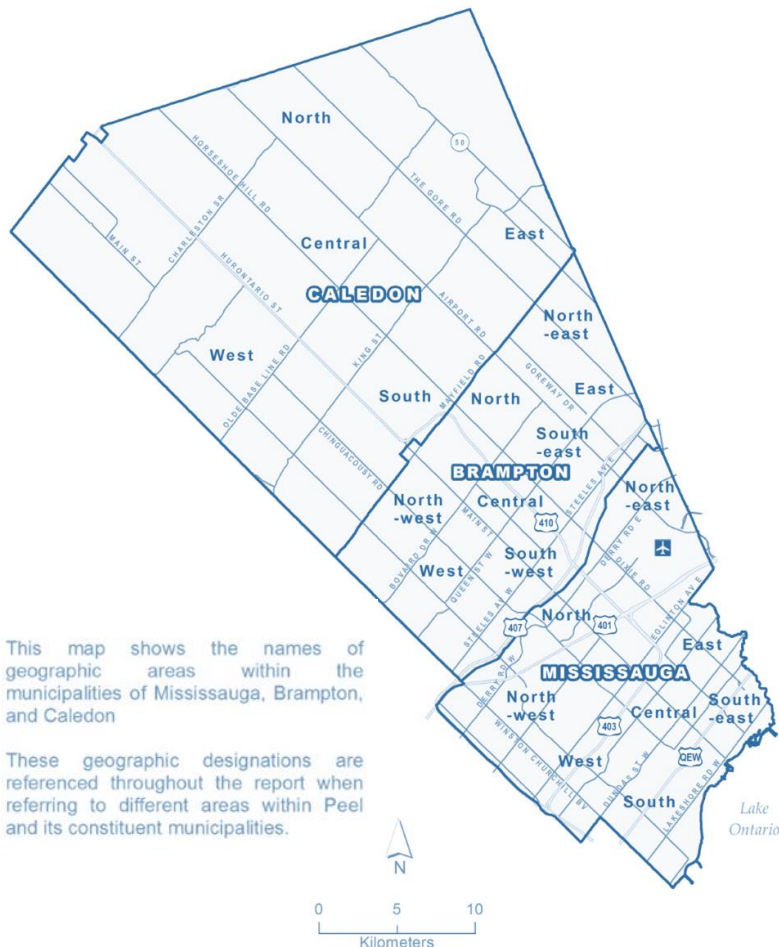 North
50
HORSESHOE HILL RD
THE GORE RD
CHARLESTON SR
MAIN ST
East
Central
HURONTARIO ST
CALEDON
AIRPORT RD
North
-east
West
OLDE BASE LINE RD
KING ST
MAYFIELD RD
GOREWAY DR
East
South
North
CHINGUACOUSY RD
South
-east
BRAMPTON
STEELES AV E
North
-east
North
-west
Central
MAIN ST
410
DERRY RD E
DIXIE RD
BOVAIRD DR W
West
QUEEN ST W
South
-west
STEELES AV W
North
407
401
EGLINTON AV E
East
MISSISSAUGA
DERRY RD W
North
-west
South
-east
Central
403
WINSTON CHURCHILL BV
West
QEW
DUNDAS ST W
South
LAKESHORE RD W
Lake
Ontario
This map shows the names of
geographic areas within the
municipalities of Mississauga, Brampton,
and Caledon
These geographic designations are
referenced throughout the report when
referring to different areas within Peel
and its constituent municipalities.
N
0 5 10
Kilometers